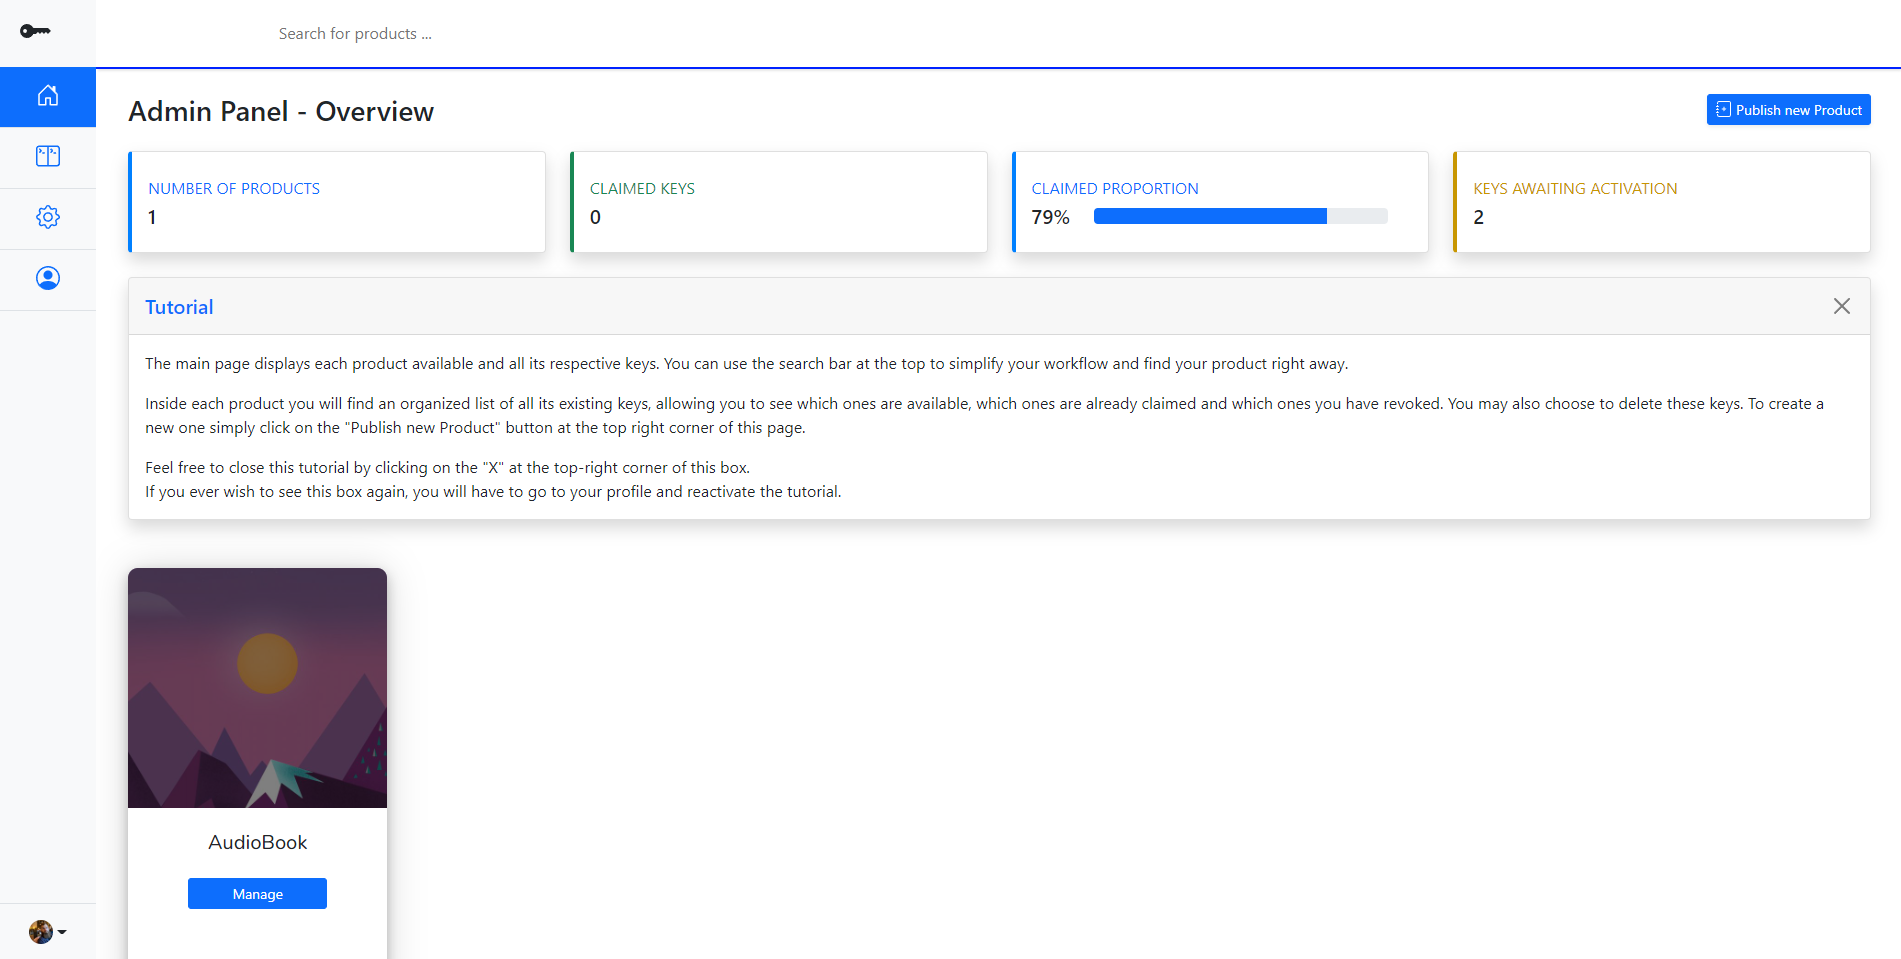 Search for products ...
Admin Panel - Overview
Publish new Product
NUMBER OF PRODUCTS
1
CLAIMED KEYS
0
CLAIMED PROPORTION
79%
KEYS AWAITING ACTIVATION
2
Tutorial
The main page displays each product available and all its respective keys. You can use the search bar at the top to simplify your workflow and find your product right away.
Inside each product you will find an organized list of all its existing keys, allowing you to see which ones are available, which ones are already claimed and which ones you have revoked. You may also choose to delete these keys. To create a
new one simply click on the "Publish new Product" button at the top right corner of this page.
Feel free to close this tutorial by clicking on the "X" at the top-right corner of this box.
If you ever wish to see this box again, you will have to go to your profile and reactivate the tutorial.
AudioBook
Manage